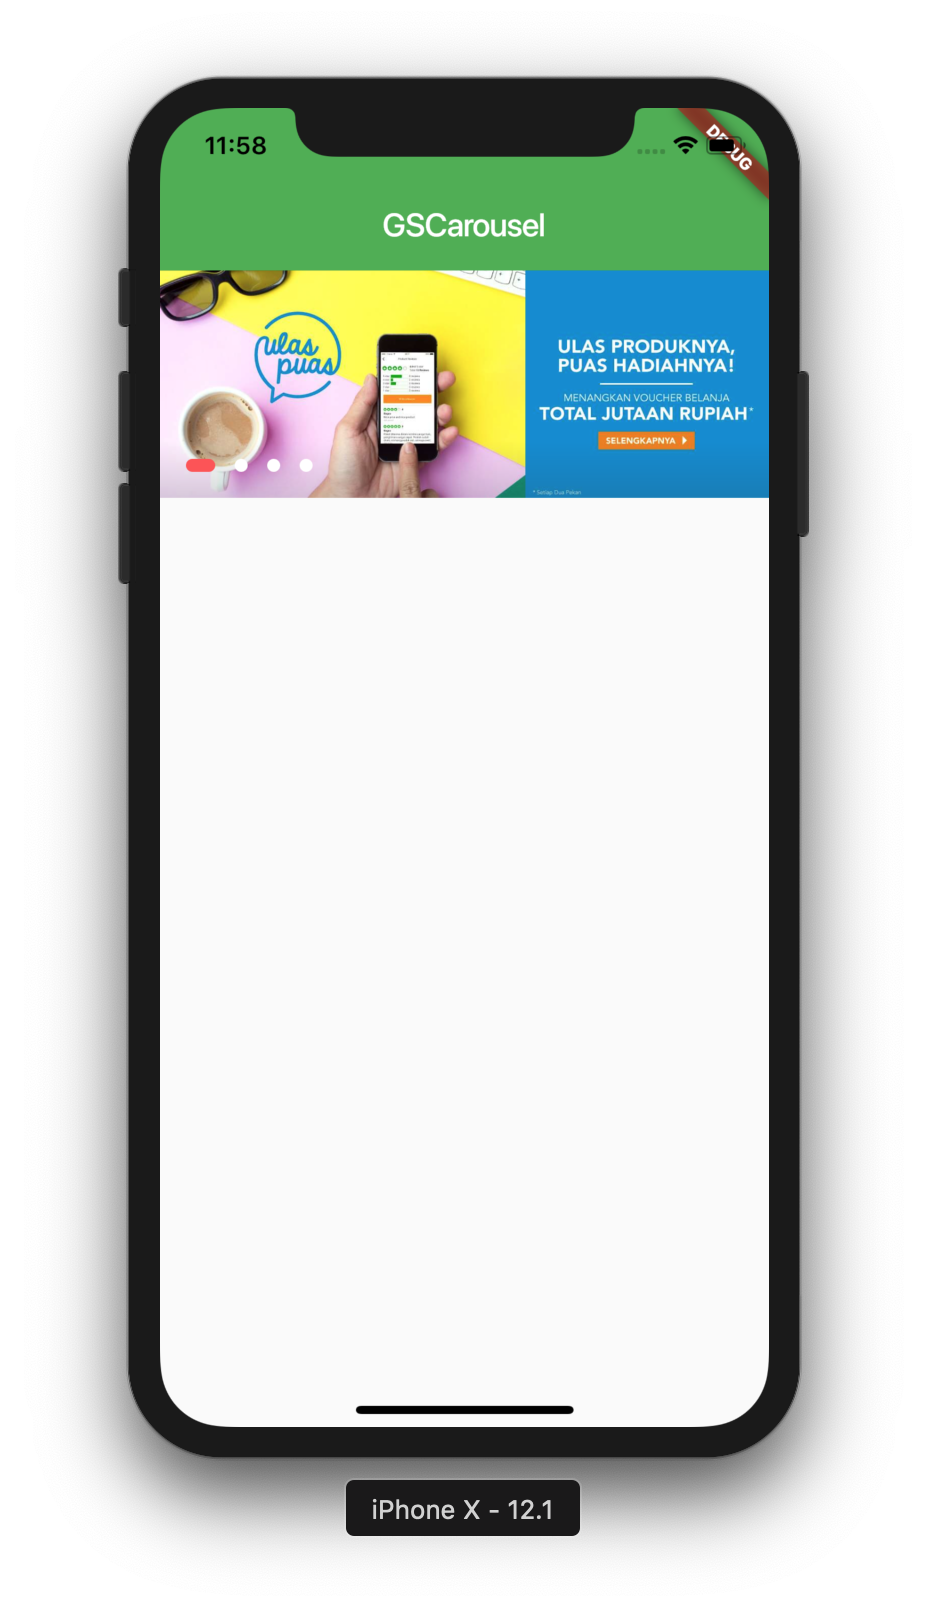 11:58
DEBUG
GSCarousel
ulas
puas
ULAS PRODUKNYA,
PUAS HADIAHNYA!
MENANGKAN VOUCHER BELANJA
TOTAL JUTAAN RUPIAH*
SELENGKAPNYA
* Setiap Dua Pekan
iPhone X - 12.1